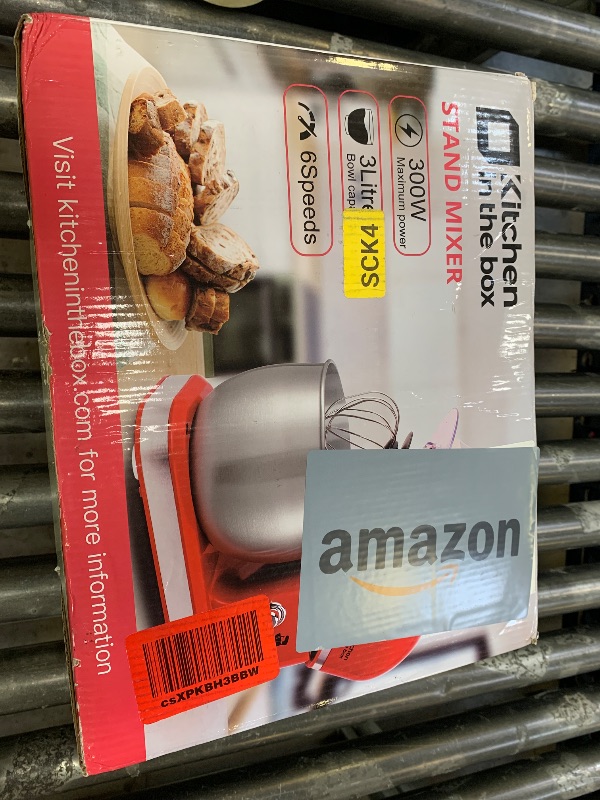 Kitchen
in the box
STAND MIXER
300W
Maximum power
3Litre
Bowl
6Speeds
SCK4
amazon
csXPKBH3BBW
Visit kitcheninthebox.com for more information